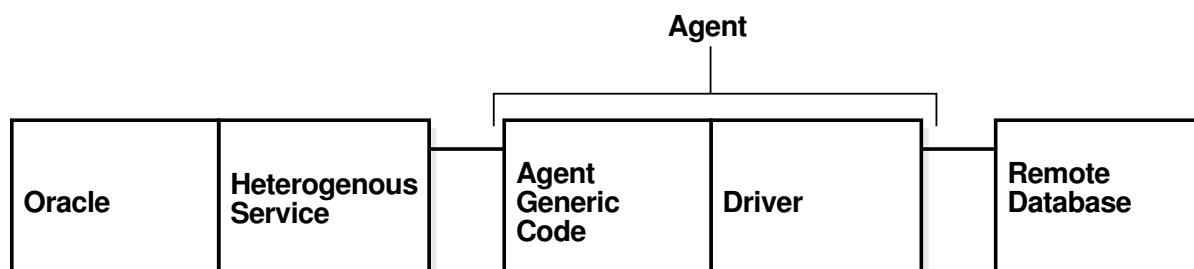 Agent
Oracle
Heterogenous
Service
Agent
Generic
Code
Driver
Remote
Database